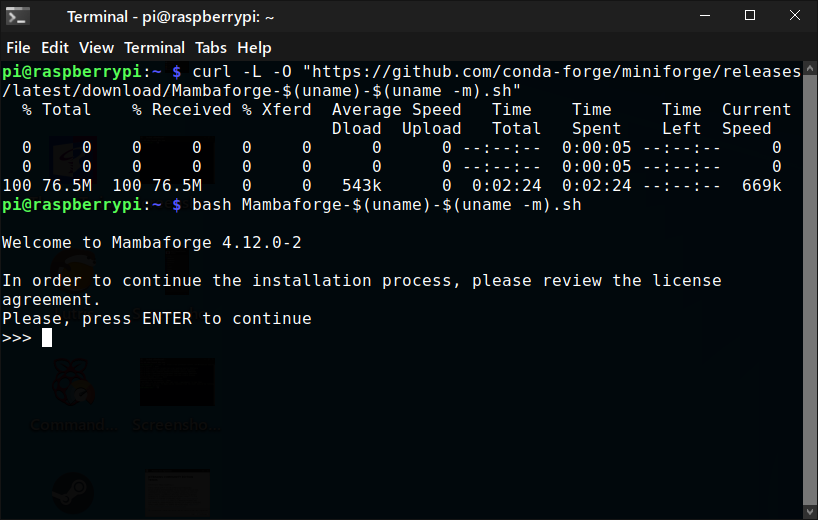 Terminal - pi@raspberrypi: ~
File Edit View Terminal Tabs Help
pi@raspberrypi:~ $ curl -L -O "https://github.com/conda-forge/miniforge/releases
/latest/download/Mambaforge-$(uname)-$(uname -m).sh"
  % Total    % Received % Xferd  Average Speed   Time    Time     Time  Current
                                 Dload  Upload   Total   Spent    Left  Speed
  0     0    0     0    0     0      0      0 --:--:--  0:00:05 --:--:--     0
  0     0    0     0    0     0      0      0 --:--:--  0:00:05 --:--:--     0
100 76.5M  100 76.5M    0     0   543k      0  0:02:24  0:02:24 --:--:--  669k
pi@raspberrypi:~ $ bash Mambaforge-$(uname)-$(uname -m).sh
Welcome to Mambaforge 4.12.0-2
In order to continue the installation process, please review the license
agreement.
Please, press ENTER to continue
>>>
Command...
Screensho...